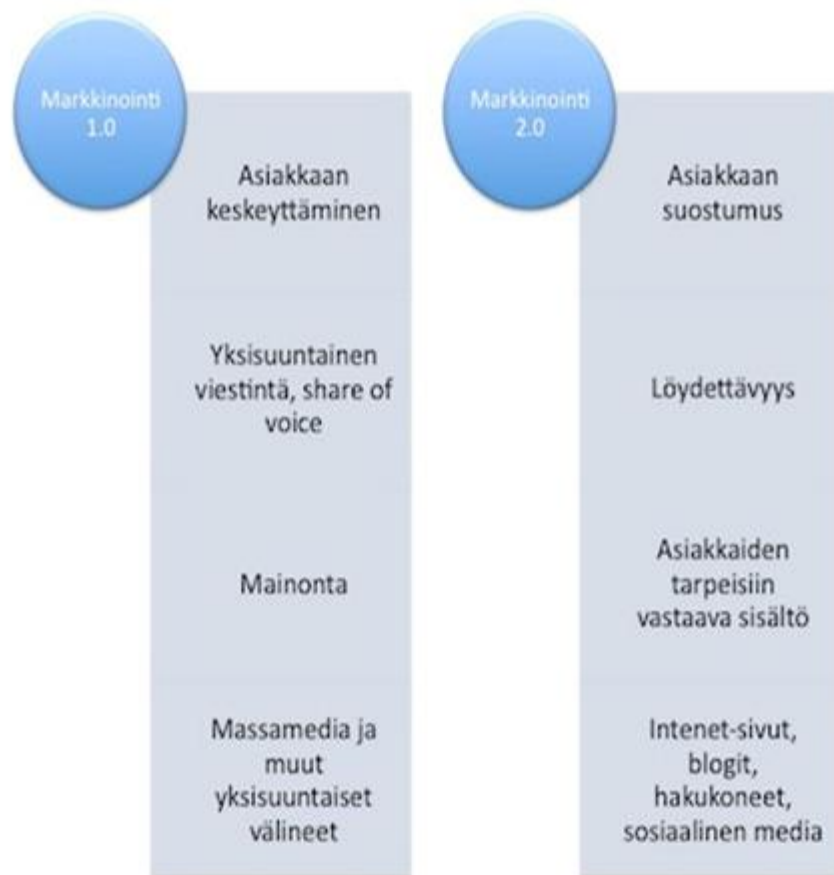 Markkinointi
1.0
Asiakkaan
keskeyttäminen
Yksisuuntainen
viestintä, share of
voice
Mainonta
Massamedia ja
muut
yksisuuntaiset
välineet
Markkinointi
2.0
Asiakkaan
suostumus
Löydettävyys
Asiakkaiden
tarpeisiin
vastaava sisältö
Intenet-sivut,
blogit,
hakukoneet,
sosiaalinen media